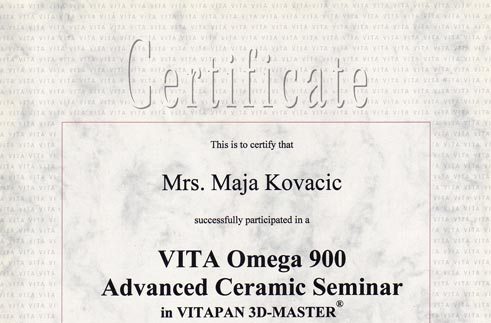 Certificate
This is to certify that
Mrs. Maja Kovacic
successfully participated in a
VITA Omega 900
Advanced Ceramic Seminar
in VITAPAN 3D-MASTER®